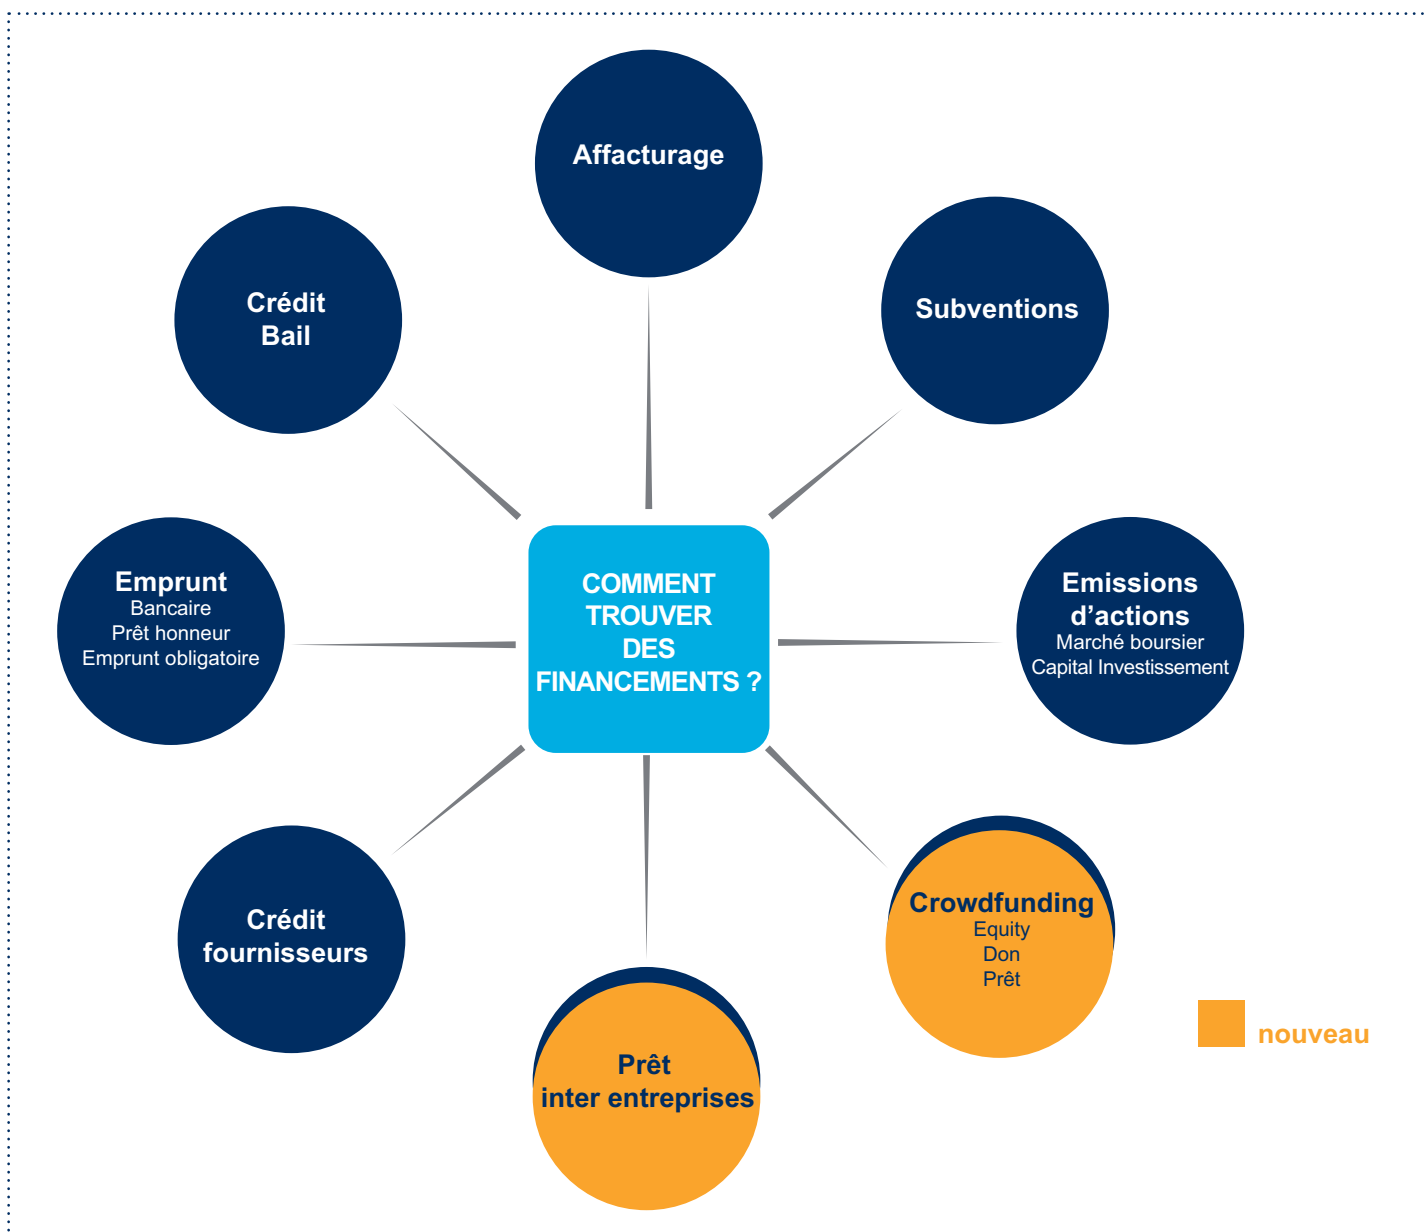 Affacturage
Crédit
Bail
Subventions
Emprunt
Bancaire
Prêt honneur
Emprunt obligatoire
COMMENT
TROUVER
DES
FINANCEMENTS ?
Emissions
d’actions
Marché boursier
Capital Investissement
Crédit
fournisseurs
Crowdfunding
Equity
Don
Prêt
Prêt
inter entreprises
nouveau